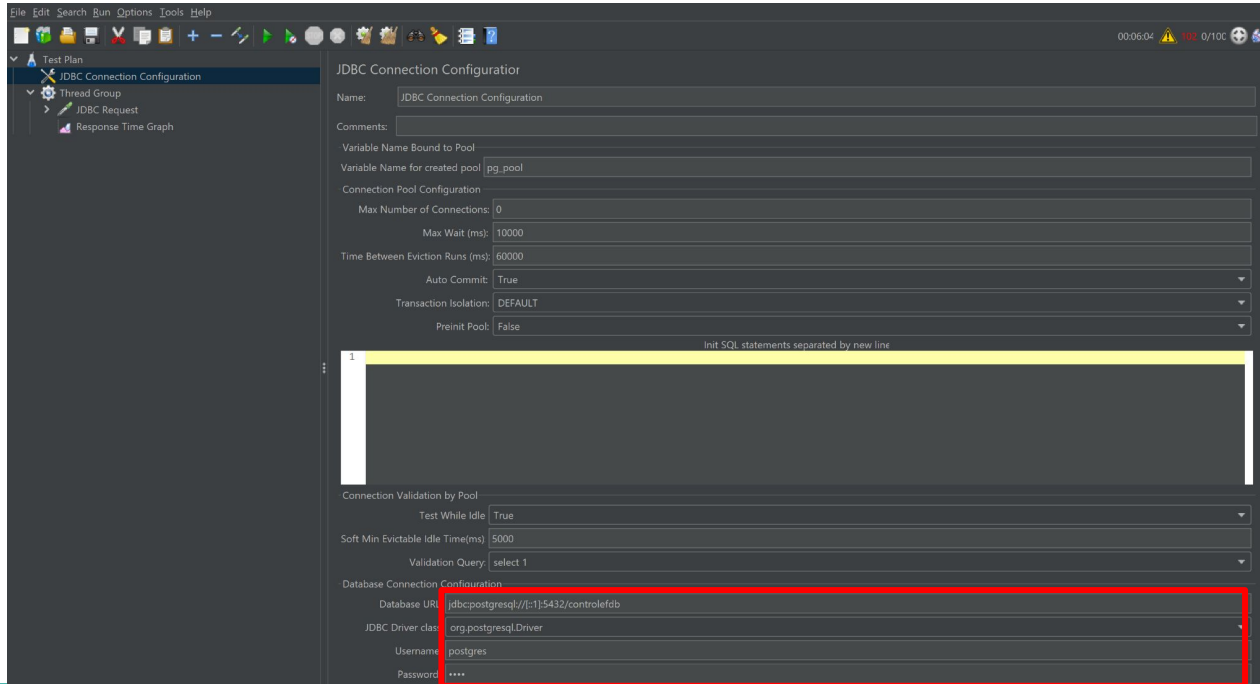 File Edit Search Run Options Tools Help
00:06:04 102 0/100
Test Plan
JDBC Connection Configuration
Thread Group
JDBC Request
Response Time Graph
JDBC Connection Configuration
Name: JDBC Connection Configuration
Comments:
Variable Name Bound to Pool
Variable Name for created pool pg_pool
Connection Pool Configuration
Max Number of Connections: 0
Max Wait (ms): 10000
Time Between Eviction Runs (ms): 60000
Auto Commit: True
Transaction Isolation: DEFAULT
Preinit Pool: False
Init SQL statements separated by new line
1
Connection Validation by Pool
Test While Idle True
Soft Min Evictable Idle Time(ms) 5000
Validation Query: select 1
Database Connection Configuration
Database URL jdbc:postgresql://[::1]:5432/controlefdb
JDBC Driver clas org.postgresql.Driver
Username postgres
Password ••••